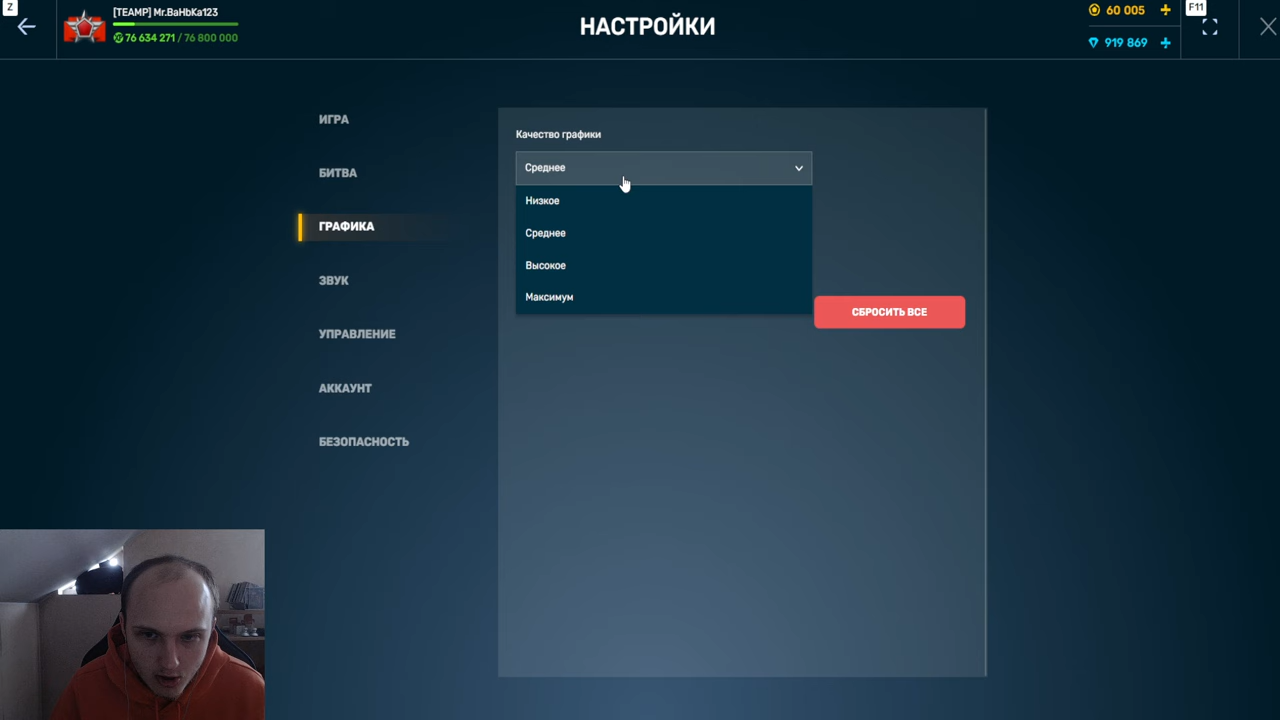 Z
[TEAMP] Mr.BaHbKa123
76 634 271 / 76 800 000
НАСТРОЙКИ
60 005
919 869
F11
ИГРА
БИТВА
ГРАФИКА
ЗВУК
УПРАВЛЕНИЕ
АККАУНТ
БЕЗОПАСНОСТЬ
Качество графики
Среднее
Низкое
Среднее
Высокое
Максимум
СБРОСИТЬ ВСЕ